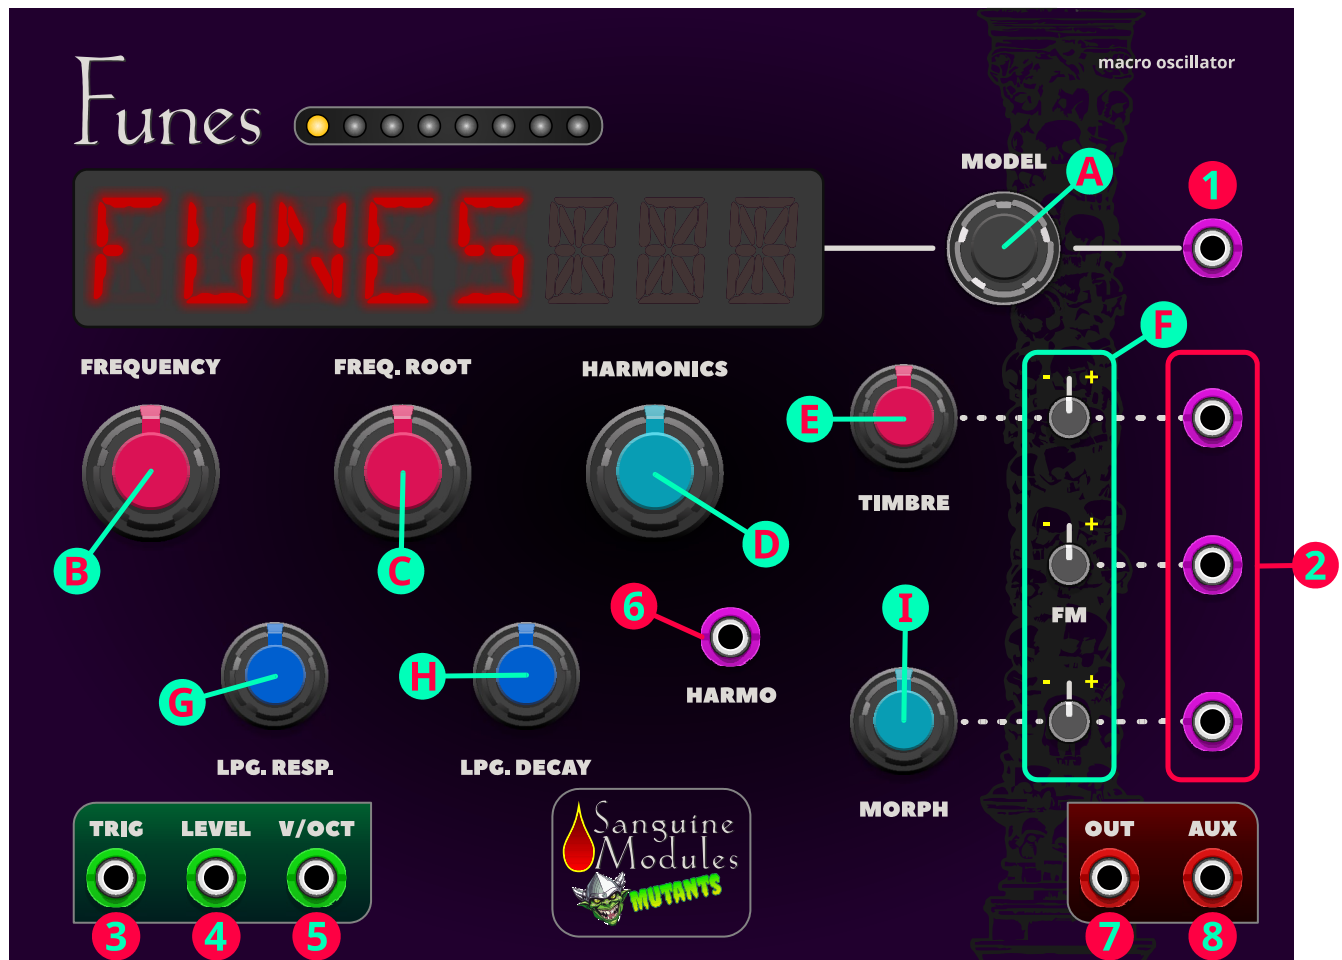 macro oscillator
Funes
MODEL
A
1
FUNES
F
- +
FREQUENCY
FREQ. ROOT
HARMONICS
E
TIMBRE
- +
B
C
D
2
FM
6
I
G
H
HARMO
- +
LPG. RESP.
LPG. DECAY
MORPH
TRIG
LEVEL
V/OCT
Sanguine
Modules
MUTANTS
OUT
AUX
3
4
5
7
8